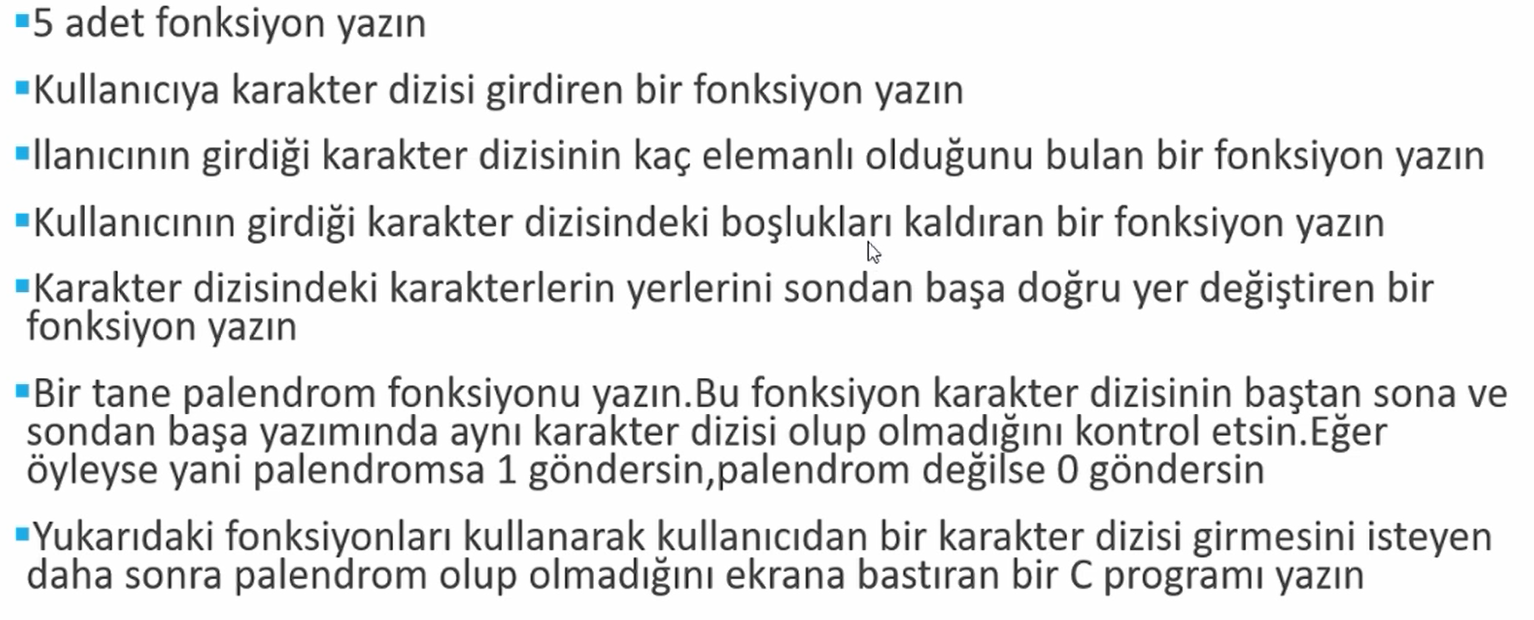 ▪5 adet fonksiyon yazın
▪Kullanıcıya karakter dizisi girdiren bir fonksiyon yazın
▪llanıcının girdiği karakter dizisinin kaç elemanlı olduğunu bulan bir fonksiyon yazın
▪Kullanıcının girdiği karakter dizisindeki boşlukları kaldıran bir fonksiyon yazın
▪Karakter dizisindeki karakterlerin yerlerini sondan başa doğru yer değiştiren bir
fonksiyon yazın
▪Bir tane palendrom fonksiyonu yazın.Bu fonksiyon karakter dizisinin baştan sona ve
sondan başa yazımında aynı karakter dizisi olup olmadığını kontrol etsin.Eğer
öyleyse yani palendromsa 1 göndersin,palendrom değilse 0 göndersin
▪Yukarıdaki fonksiyonları kullanarak kullanıcıdan bir karakter dizisi girmesini isteyen
daha sonra palendrom olup olmadığını ekrana bastıran bir C programı yazın